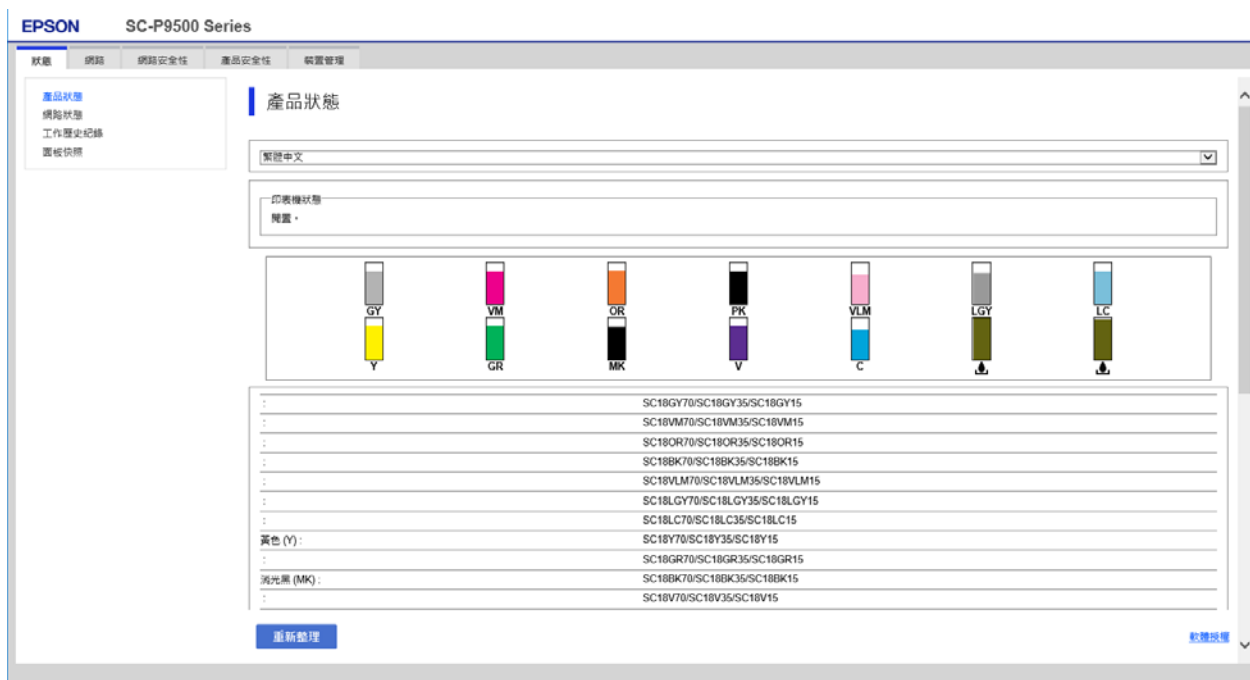 EPSON SC-P9500 Series
狀態 網路 網路安全性 產品安全性 裝置管理
產品狀態
網路狀態
工作歷史紀錄
面板快照
產品狀態
繁體中文
印表機狀態
閒置。
GY VM OR PK VLM LGY LC
Y GR MK V C
: SC18GY70/SC18GY35/SC18GY15
: SC18VM70/SC18VM35/SC18VM15
: SC18OR70/SC18OR35/SC18OR15
: SC18BK70/SC18BK35/SC18BK15
: SC18VLM70/SC18VLM35/SC18VLM15
: SC18LGY70/SC18LGY35/SC18LGY15
: SC18LC70/SC18LC35/SC18LC15
黃色 (Y) : SC18Y70/SC18Y35/SC18Y15
: SC18GR70/SC18GR35/SC18GR15
消光黑 (MK) : SC18BK70/SC18BK35/SC18BK15
: SC18V70/SC18V35/SC18V15
重新整理
軟體授權